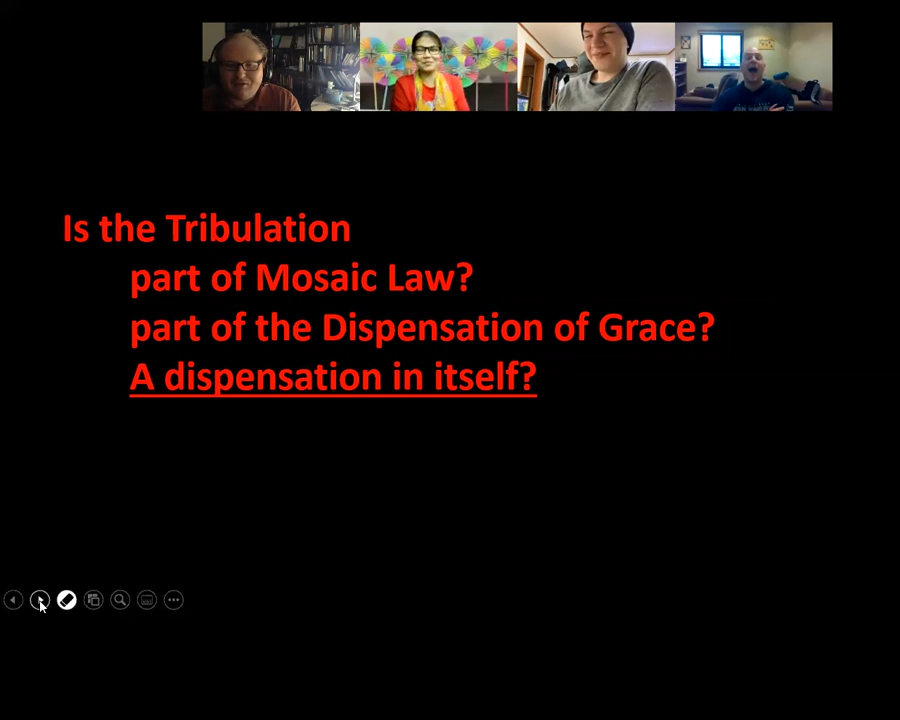 Is the Tribulation
part of Mosaic Law?
part of the Dispensation of Grace?
A dispensation in itself?